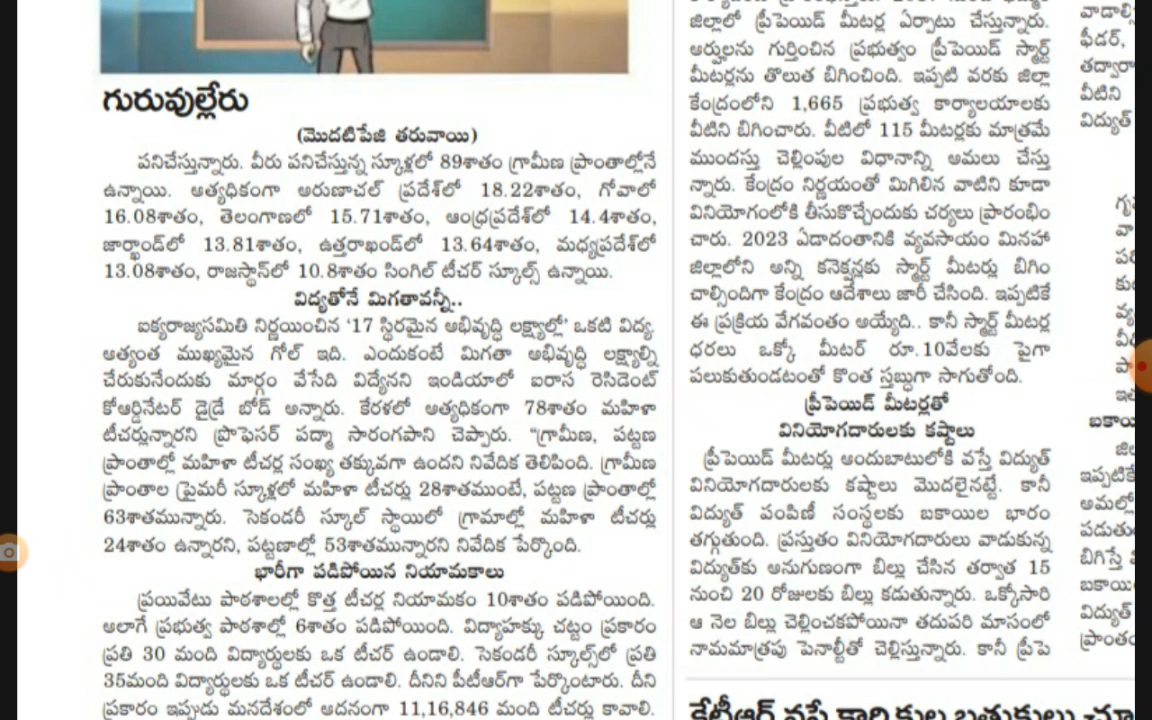 గురువుల్లేరు
(మొదటిపేజి తరువాయి)
పనిచేస్తున్నారు. వీరు పనిచేస్తున్న స్కూళ్లలో 89శాతం గ్రామీణ ప్రాంతాల్లోనే
ఉన్నాయి. అత్యధికంగా అరుణాచల్ ప్రదేశ్‌లో 18.22శాతం, గోవాలో
16.08శాతం, తెలంగాణలో 15.71శాతం, ఆంధ్రప్రదేశ్‌లో 14.4శాతం,
జార్ఖాండ్‌లో 13.81శాతం, ఉత్తరాఖండ్‌లో 13.64శాతం, మధ్యప్రదేశ్‌లో
13.08శాతం, రాజస్థాన్‌లో 10.8శాతం సింగిల్ టీచర్ స్కూల్స్ ఉన్నాయి.
విద్యతోనే మిగతావన్నీ..
ఐక్యరాజ్యసమితి నిర్ణయించిన '17 స్థిరమైన అభివృద్ధి లక్ష్యాల్లో' ఒకటి విద్య.
అత్యంత ముఖ్యమైన గోల్ ఇది. ఎందుకంటే మిగతా అభివృద్ధి లక్ష్యాల్ని
చేరుకునేందుకు మార్గం వేసేది విద్యేనని ఇండియాలో ఐరాస రెసిడెంట్
కోఆర్డినేటర్ డైడ్రే బోడ్ అన్నారు. కేరళలో అత్యధికంగా 78శాతం మహిళా
టీచర్లున్నారని ప్రొఫెసర్ పద్మా సారంగపాని చెప్పారు. "గ్రామీణ, పట్టణ
ప్రాంతాల్లో మహిళా టీచర్ల సంఖ్య తక్కువగా ఉందని నివేదిక తెలిపింది. గ్రామీణ
ప్రాంతాల ప్రైమరీ స్కూళ్లలో మహిళా టీచర్లు 28శాతముంటే, పట్టణ ప్రాంతాల్లో
63శాతమున్నారు. సెకండరీ స్కూల్ స్థాయిలో గ్రామాల్లో మహిళా టీచర్లు
24శాతం ఉన్నారని, పట్టణాల్లో 53శాతమున్నారని నివేదిక పేర్కొంది.
భారీగా పడిపోయిన నియామకాలు
ప్రయివేటు పాఠశాలల్లో కొత్త టీచర్ల నియామకం 10శాతం పడిపోయింది.
అలాగే ప్రభుత్వ పాఠశాల్లో 6శాతం పడిపోయింది. విద్యాహక్కు చట్టం ప్రకారం
ప్రతి 30 మంది విద్యార్థులకు ఒక టీచర్ ఉండాలి. సెకండరీ స్కూల్స్‌లో ప్రతి
35మంది విద్యార్థులకు ఒక టీచర్ ఉండాలి. దీనిని పీటీఆర్‌గా పేర్కొంటారు. దీని
ప్రకారం ఇప్పుడు మనదేశంలో అదనంగా 11,16,846 మంది టీచర్లు కావాలి.
జిల్లాలో ప్రీపెయిడ్ మీటర్ల ఏర్పాటు చేస్తున్నారు.
అర్హులను గుర్తించిన ప్రభుత్వం ప్రీపెయిడ్ స్మార్ట్
మీటర్లను తొలుత బిగించింది. ఇప్పటి వరకు జిల్లా
కేంద్రంలోని 1,665 ప్రభుత్వ కార్యాలయాలకు
వీటిని బిగించారు. వీటిలో 115 మీటర్లకు మాత్రమే
ముందస్తు చెల్లింపుల విధానాన్ని అమలు చేస్తు
న్నారు. కేంద్రం నిర్ణయంతో మిగిలిన వాటిని కూడా
వినియోగంలోకి తీసుకొచ్చేందుకు చర్యలు ప్రారంభిం
చారు. 2023 ఏడాదంతానికి వ్యవసాయం మినహా
జిల్లాలోని అన్ని కనెక్షన్లకు స్మార్ట్ మీటర్లు బిగిం
చాల్సిందిగా కేంద్రం ఆదేశాలు జారీ చేసింది. ఇప్పటికే
ఈ ప్రక్రియ వేగవంతం అయ్యేది.. కానీ స్మార్ట్ మీటర్ల
ధరలు ఒక్కో మీటర్ రూ.10వేలకు పైగా
పలుకుతుండటంతో కొంత స్తబ్దుగా సాగుతోంది.
ప్రీపెయిడ్ మీటర్లతో
వినియోగదారులకు కష్టాలు
ప్రీపెయిడ్ మీటర్లు అందుబాటులోకి వస్తే విద్యుత్
వినియోగదారులకు కష్టాలు మొదలైనట్టే. కానీ
విద్యుత్ పంపిణీ సంస్థలకు బకాయిల భారం
తగ్గుతుంది. ప్రస్తుతం వినియోగదారులు వాడుకున్న
విద్యుత్‌కు అనుగుణంగా బిల్లు చేసిన తర్వాత 15
నుంచి 20 రోజులకు బిల్లు కడుతున్నారు. ఒక్కోసారి
ఆ నెల బిల్లు చెల్లించకపోయినా తదుపరి మాసంలో
నామమాత్రపు పెనాల్టీతో చెల్లిస్తున్నారు. కానీ ప్రీపె
ఫీడర్,
తద్వారా
వీటిని
విద్యుత్
ఇప్పటికే
బిగిస్తే
విద్యుత్